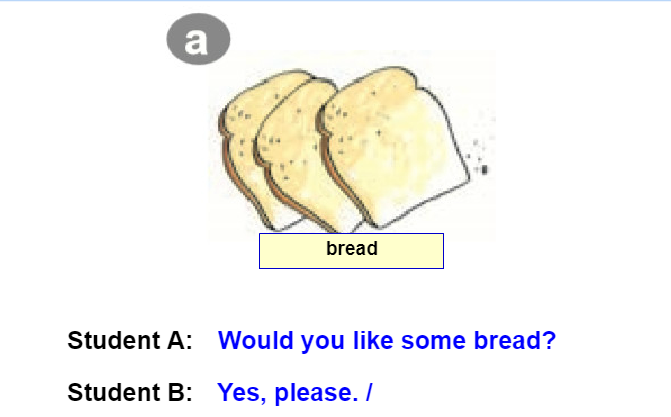 a
bread
Student A: Would you like some bread?
Student B: Yes, please. /